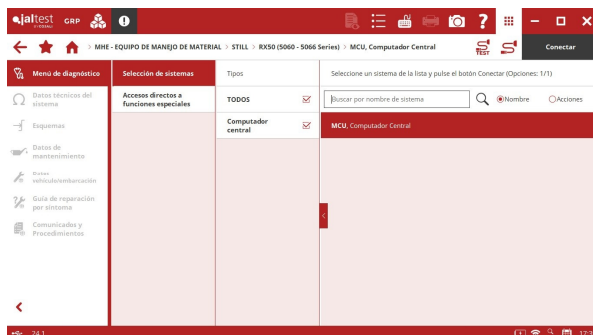 jaltest GRP
?
TEST
MHE - EQUIPO DE MANEJO DE MATERIAL > STILL > RX50 (5060 - 5066 Series) > MCU, Computador Central
Conectar
Menú de diagnóstico
Selección de sistemas
Tipos
Seleccione un sistema de la lista y pulse el botón Conectar (Opciones: 1/1)
Datos técnicos del
sistema
Accesos directos a
funciones especiales
TODOS
Buscar por nombre de sistema
Nombre
Acciones
Esquemas
Computador
central
MCU, Computador Central
Datos de
mantenimiento
Datos
vehículo/embarcación
Guía de reparación
por síntoma
Comunicados y
Procedimientos
24.1